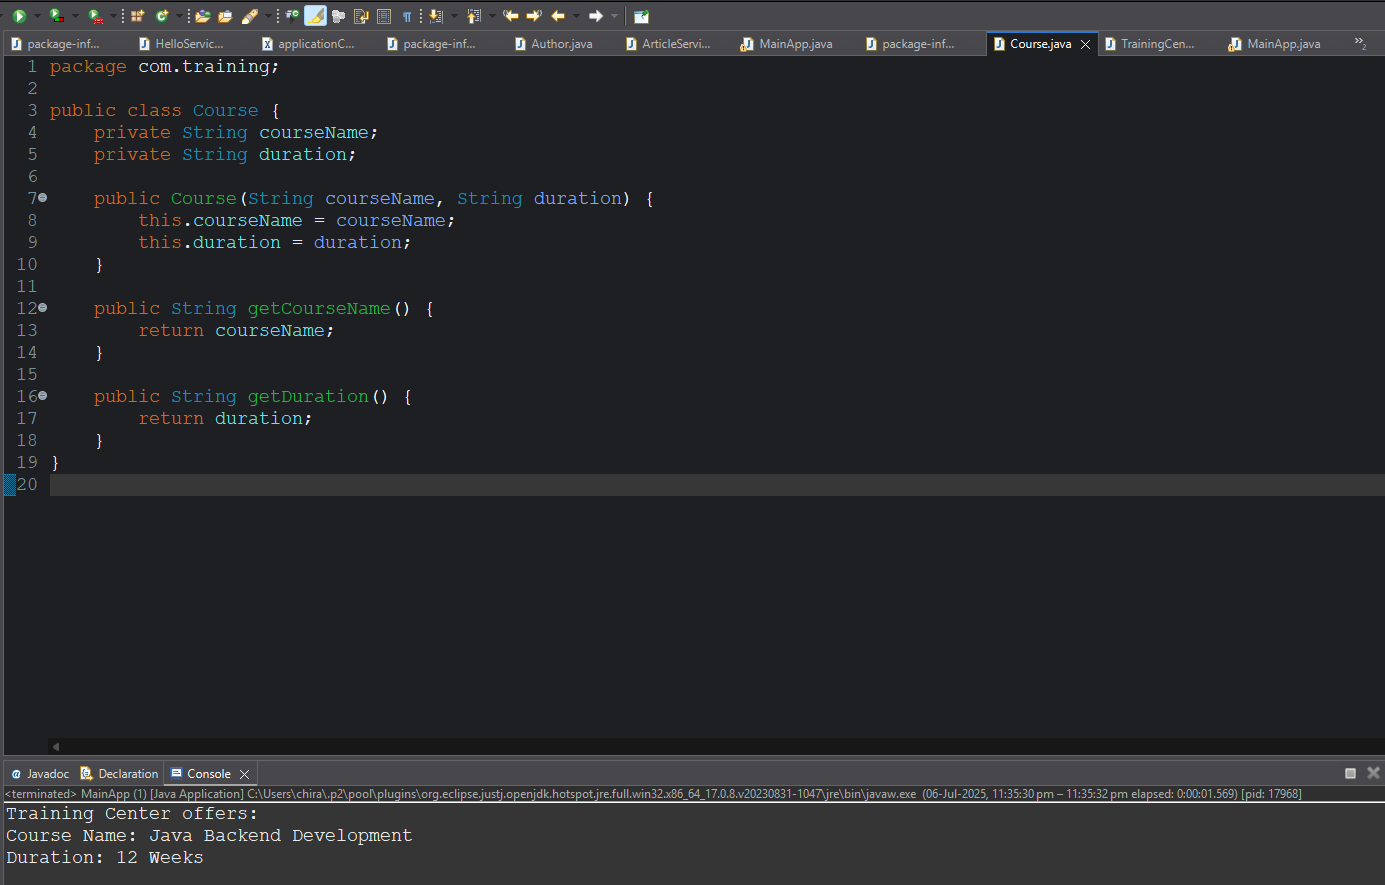 package-inf...
HelloServic...
applicationC...
package-inf...
Author.java
ArticleServi...
MainApp.java
package-inf...
Course.java
TrainingCen...
MainApp.java
»2
1 package com.training;
2
3 public class Course {
4     private String courseName;
5     private String duration;
6
7     public Course(String courseName, String duration) {
8         this.courseName = courseName;
9         this.duration = duration;
10     }
11
12     public String getCourseName() {
13         return courseName;
14     }
15
16     public String getDuration() {
17         return duration;
18     }
19 }
20
@ Javadoc
Declaration
Console
<terminated> MainApp (1) [Java Application] C:\Users\chira\.p2\pool\plugins\org.eclipse.justj.openjdk.hotspot.jre.full.win32.x86_64_17.0.8.v20230831-1047\jre\bin\javaw.exe (06-Jul-2025, 11:35:30 pm – 11:35:32 pm elapsed: 0:00:01.569) [pid: 17968]
Training Center offers:
Course Name: Java Backend Development
Duration: 12 Weeks